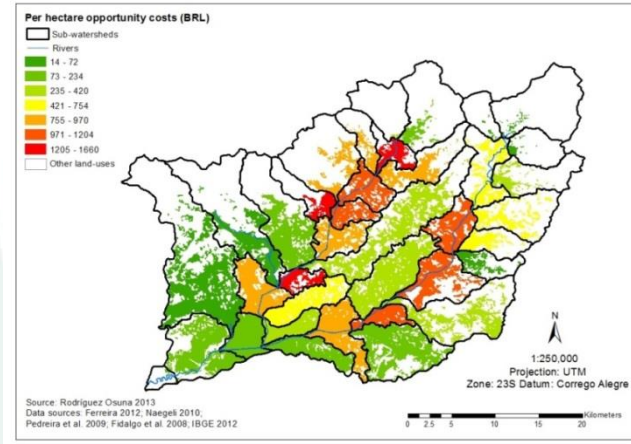 Per hectare opportunity costs (BRL)
Sub-watersheds
Rivers
14 - 72
73 - 234
235 - 420
421 - 754
755 - 970
971 - 1204
1205 - 1660
Other land-uses
N
1:250,000
Projection: UTM
Zone: 23S Datum: Corrego Alegre
Source: Rodríguez Osuna 2013
Data sources: Ferreira 2012; Naegeli 2010;
Pedreira et al. 2009; Fidalgo et al. 2008; IBGE 2012
Kilometers
0 2.5 5 10 15 20